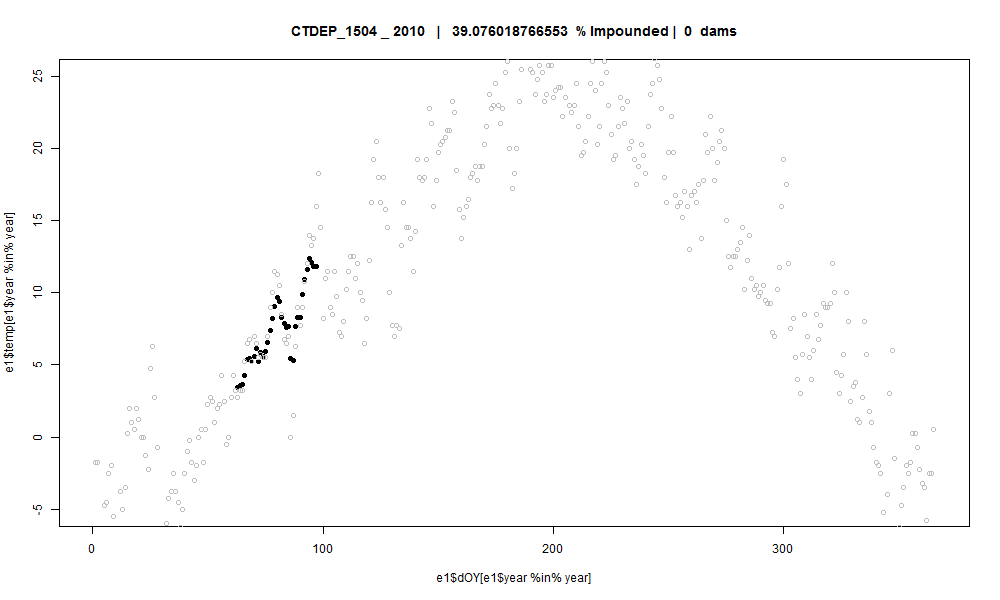 CTDEP_1504 _ 2010 | 39.076018766553 % Impounded | 0 dams
e1$temp[e1$year %in% year]
25
20
15
10
5
0
-5
0 100 200 300
e1$dOY[e1$year %in% year]